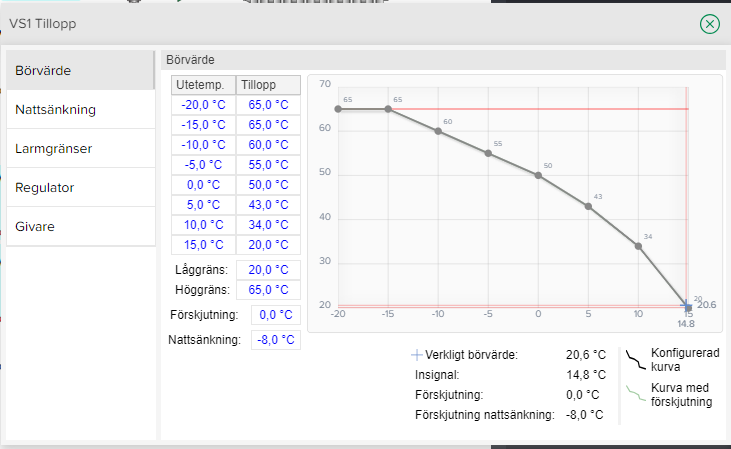 VS1 Tillopp
Börvärde
Nattsänkning
Larmgränser
Regulator
Givare
Börvärde
Utetemp. Tillopp
-20,0 °C 65,0 °C
-15,0 °C 65,0 °C
-10,0 °C 60,0 °C
-5,0 °C 55,0 °C
0,0 °C 50,0 °C
5,0 °C 43,0 °C
10,0 °C 34,0 °C
15,0 °C 20,0 °C
Låggräns: 20,0 °C
Höggräns: 65,0 °C
Förskjutning: 0,0 °C
Nattsänkning: -8,0 °C
70
65 65
60
60
55
50
50
43
40
34
30
20
20 20.6
-20 -15 -10 -5 0 5 10 15
14.8
Verkligt börvärde: 20,6 °C
Insignal: 14,8 °C
Förskjutning: 0,0 °C
Förskjutning nattsänkning: -8,0 °C
Konfigurerad
kurva
Kurva med
förskjutning